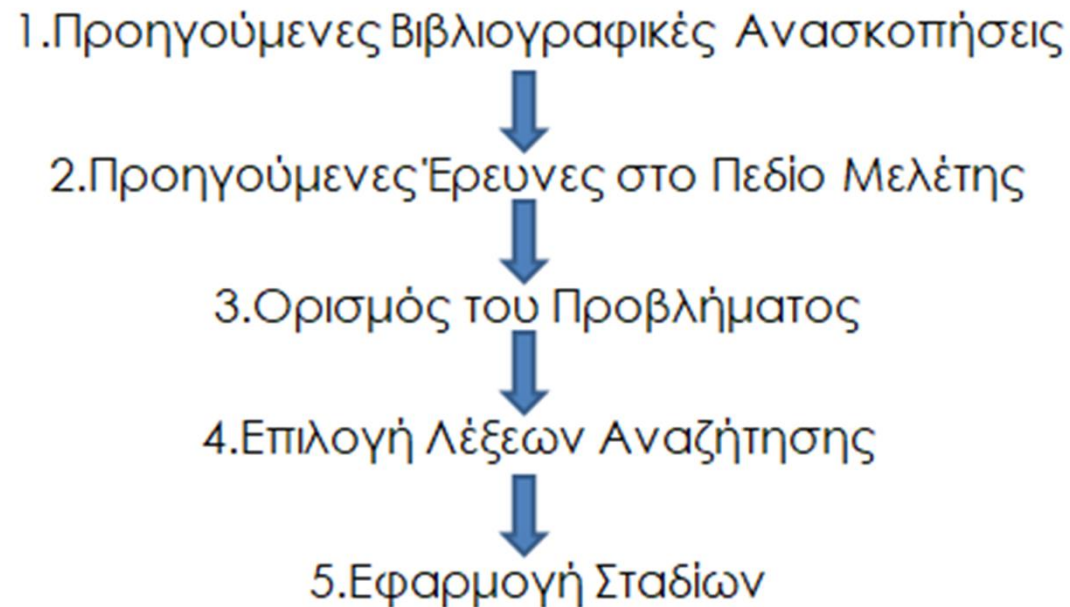 1.Προηγούμενες Βιβλιογραφικές Ανασκοπήσεις
2.Προηγούμενες Έρευνες στο Πεδίο Μελέτης
3.Ορισμός του Προβλήματος
4.Επιλογή Λέξεων Αναζήτησης
5.Εφαρμογή Σταδίων